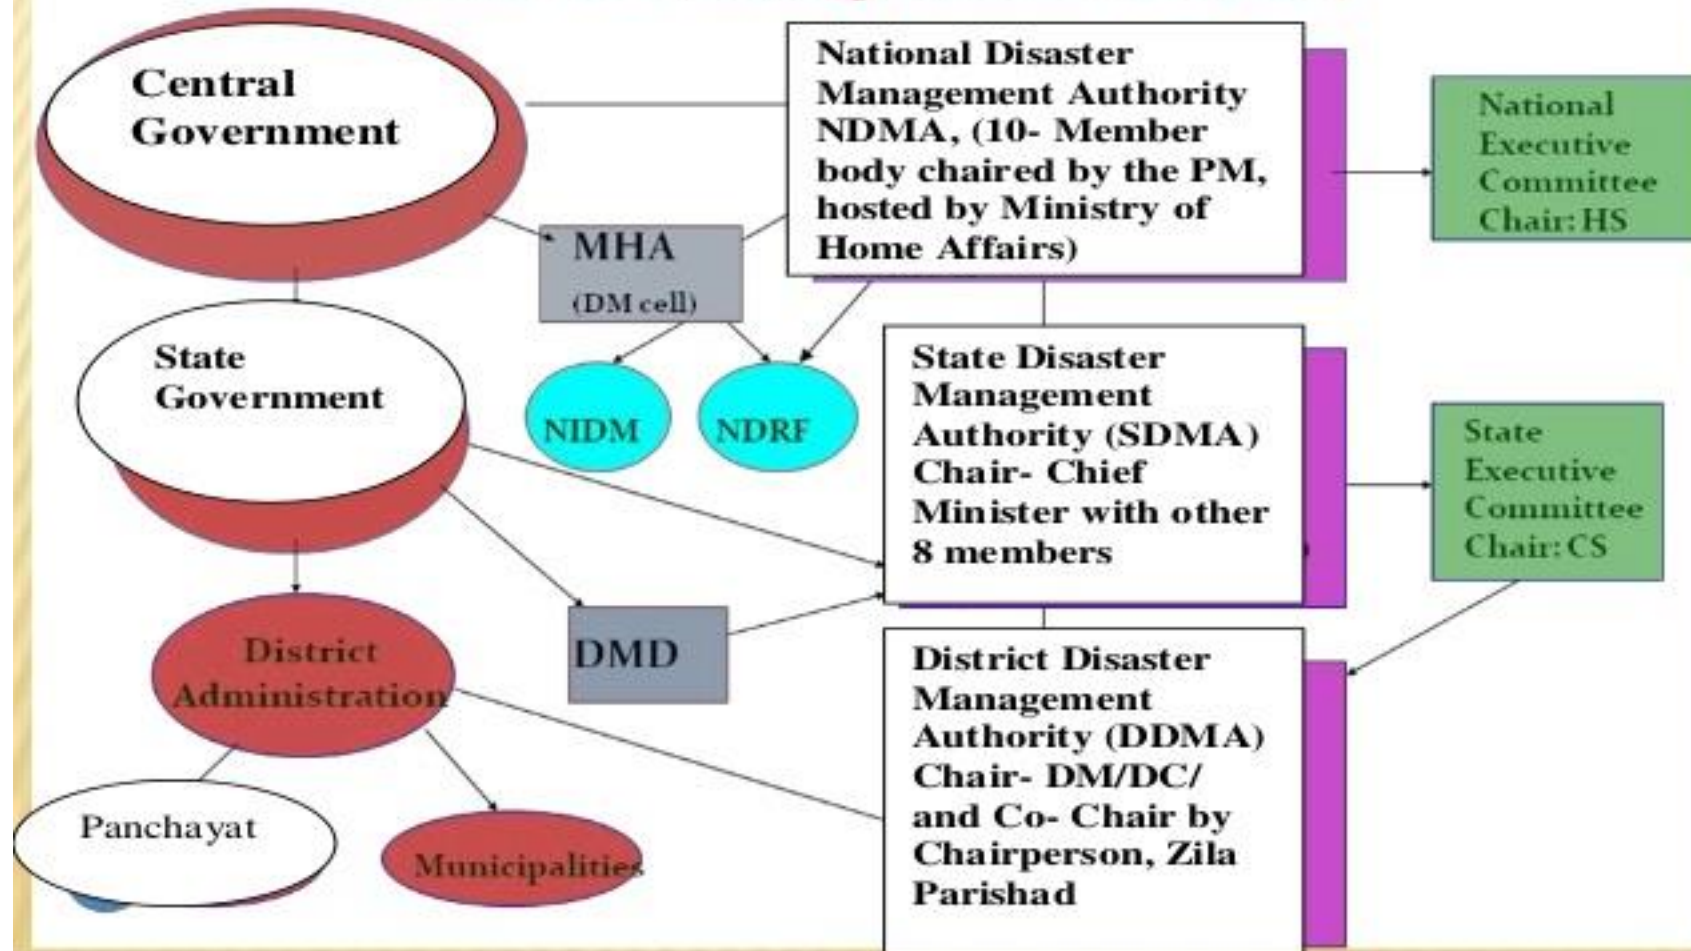 Central
Government
National Disaster
Management Authority
NDMA, (10- Member
body chaired by the PM,
hosted by Ministry of
Home Affairs)
National
Executive
Committee
Chair: HS
MHA
(DM cell)
State
Government
NIDM
NDRF
State Disaster
Management
Authority (SDMA)
Chair- Chief
Minister with other
8 members
State
Executive
Committee
Chair: CS
District
Administration
DMD
District Disaster
Management
Authority (DDMA)
Chair- DM/DC/
and Co- Chair by
Chairperson, Zila
Parishad
Panchayat
Municipalities